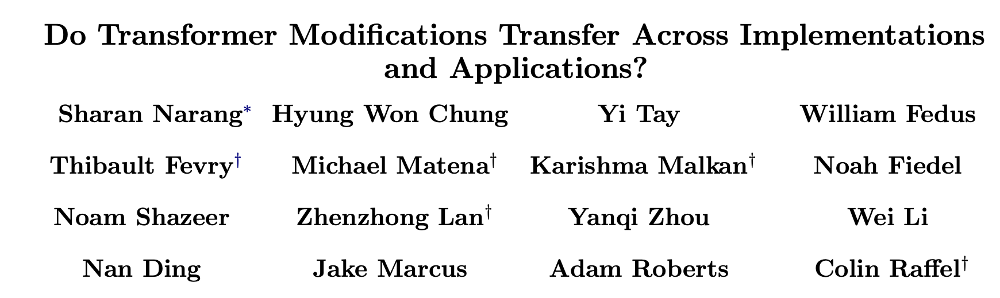 Do Transformer Modifications Transfer Across Implementations
and Applications?
Sharan Narang* Hyung Won Chung Yi Tay William Fedus
Thibault Fevry† Michael Matena† Karishma Malkan† Noah Fiedel
Noam Shazeer Zhenzhong Lan† Yanqi Zhou Wei Li
Nan Ding Jake Marcus Adam Roberts Colin Raffel†